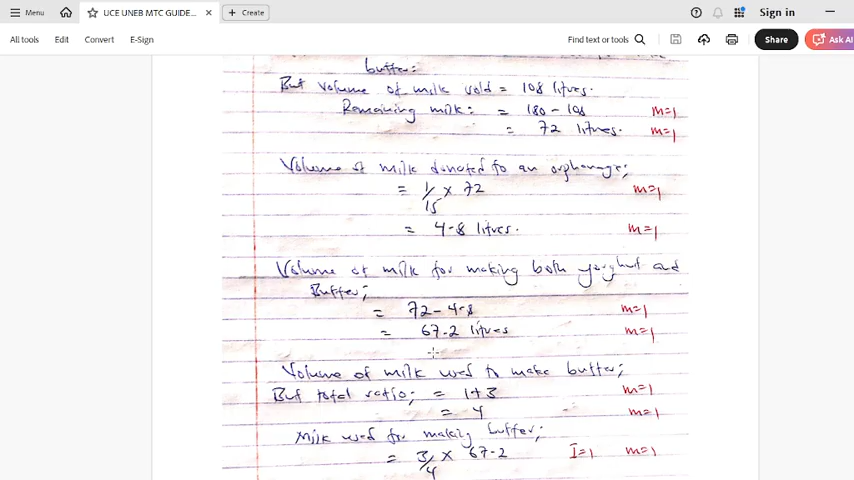 Menu
UCE UNEB MTC GUIDE...
×
+ Create
Sign in
All tools Edit Convert E-Sign
Find text or tools
Share
Ask AI
butter:
But Volume of milk sold = 108 litres.
Remaining milk: = 180 - 108 m=1
= 72 litres. m=1
Volume of milk donated to an orphanage;
= 1/15 × 72 m=1
= 4.8 litres. m=1
Volume of milk for making both yorghut and
Butter;
= 72 - 4.8 m=1
= 67.2 litres m=1
Volume of milk used to make butter;
But total ratio; = 1+3 m=1
= 4 m=1
Milk used for making butter;
= 3/4 × 67.2 I=1 m=1